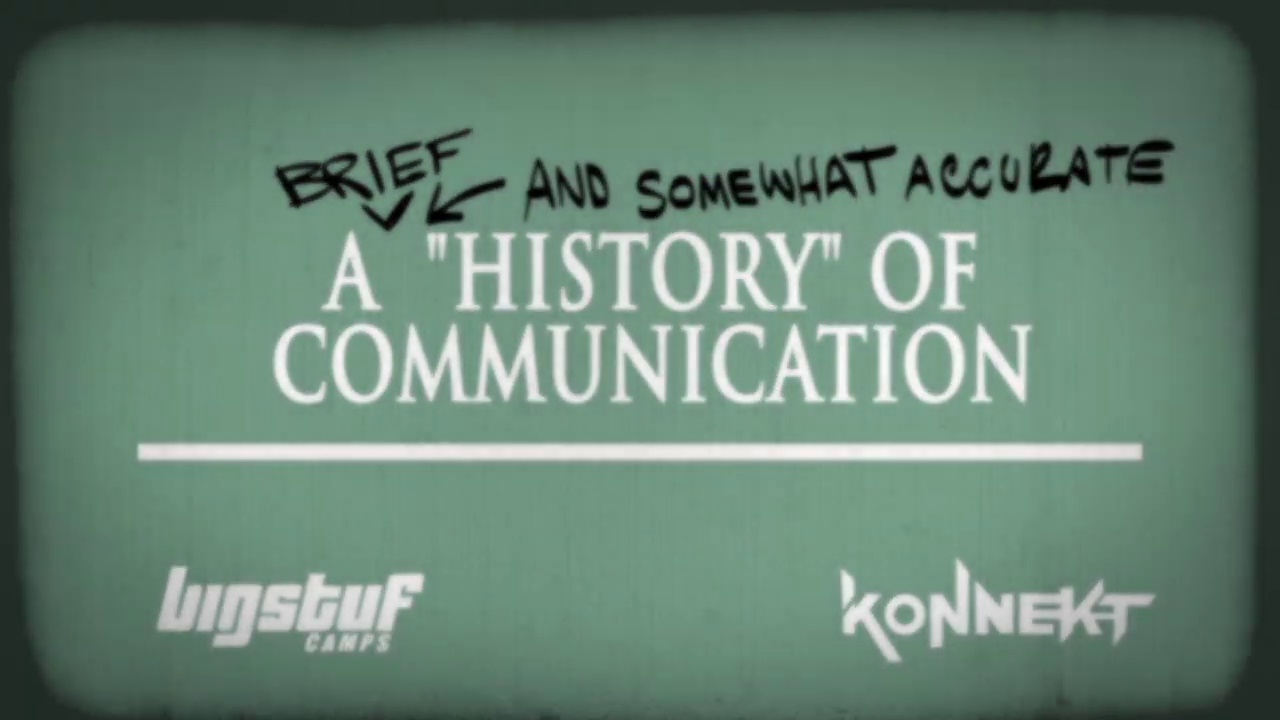 BRIEF AND SOMEWHAT ACCURATE
A "HISTORY" OF
COMMUNICATION
bigstuf
CAMPS
KONNEKT